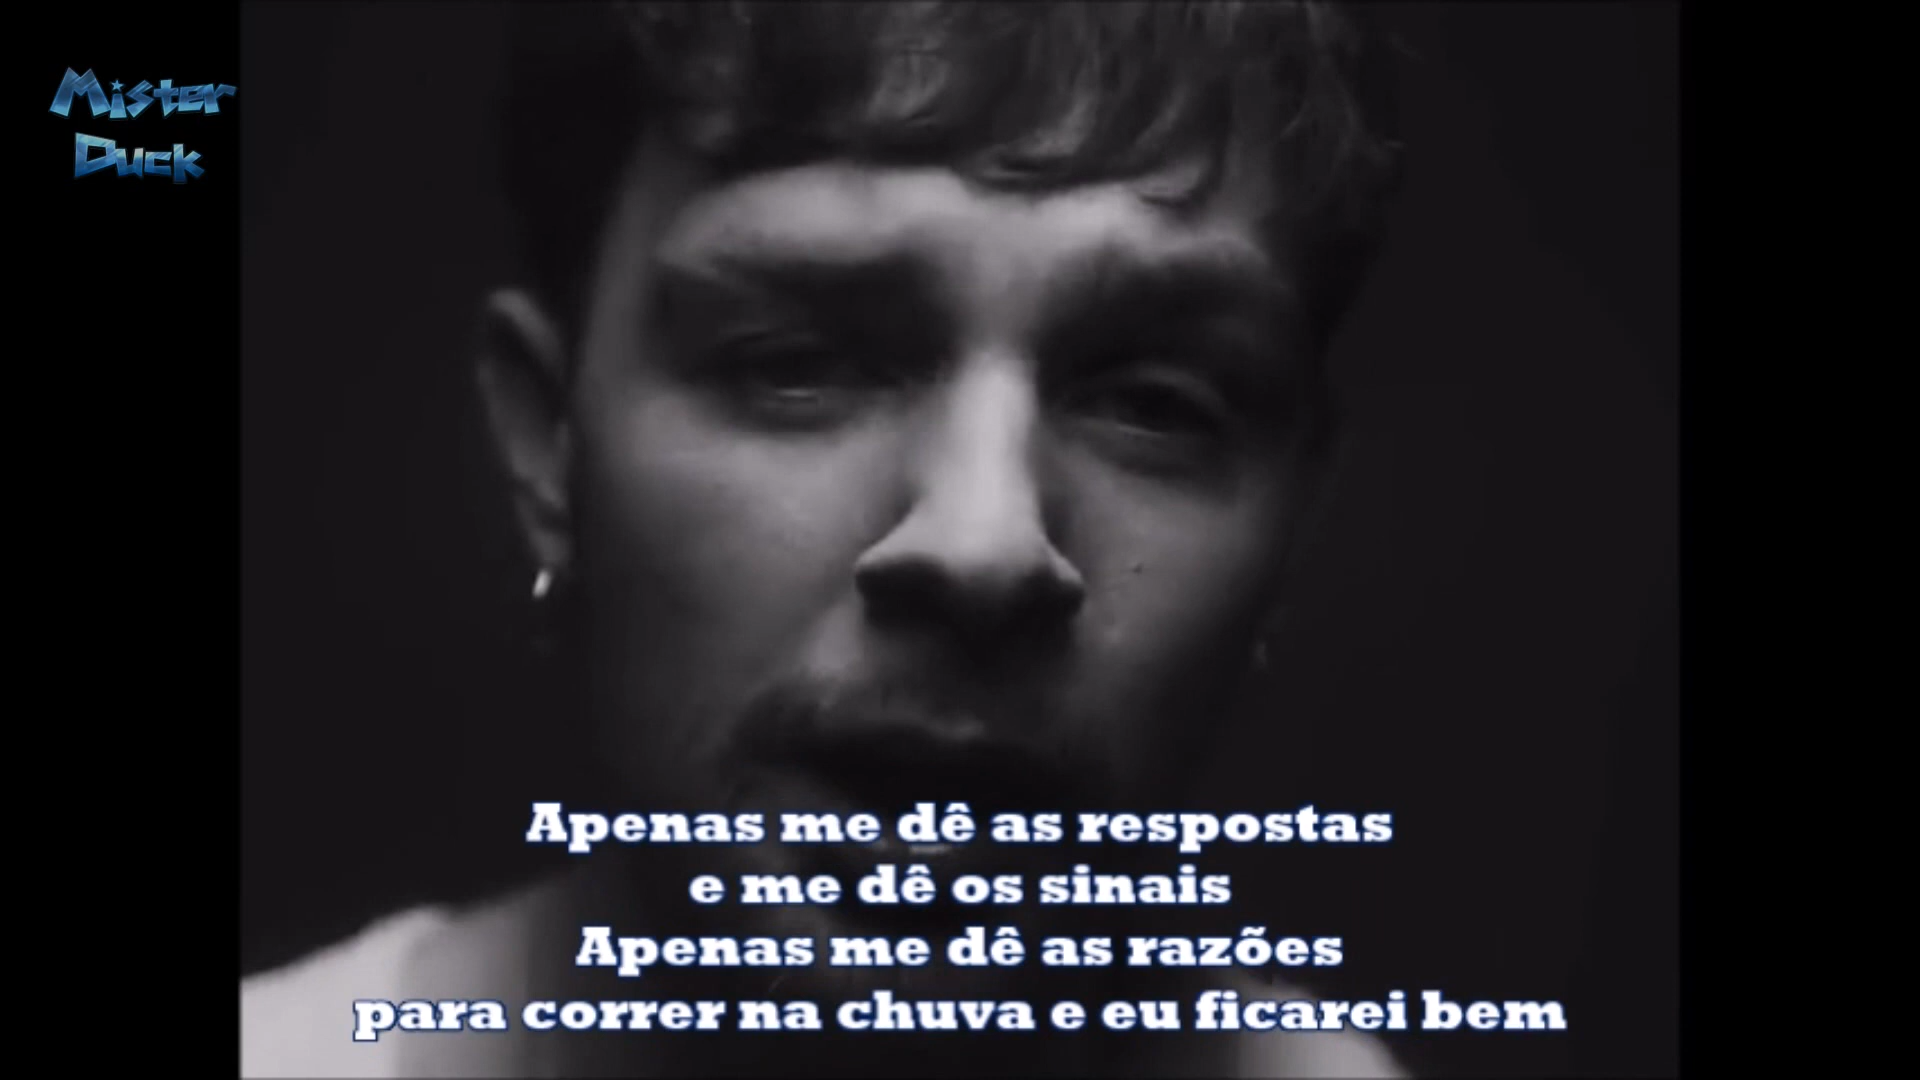 Mister
Duck
Apenas me dê as respostas
e me dê os sinais
Apenas me dê as razões
para correr na chuva e eu ficarei bem